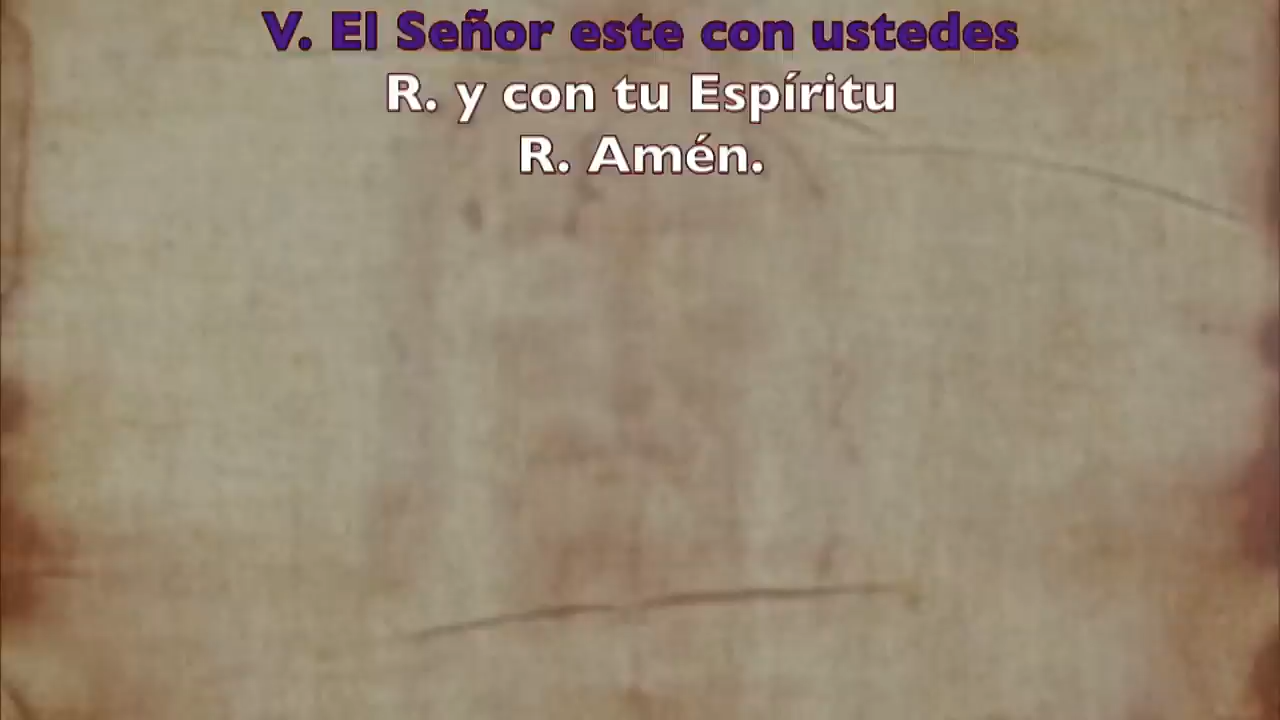 V. El Señor este con ustedes
R. y con tu Espíritu
R. Amén.